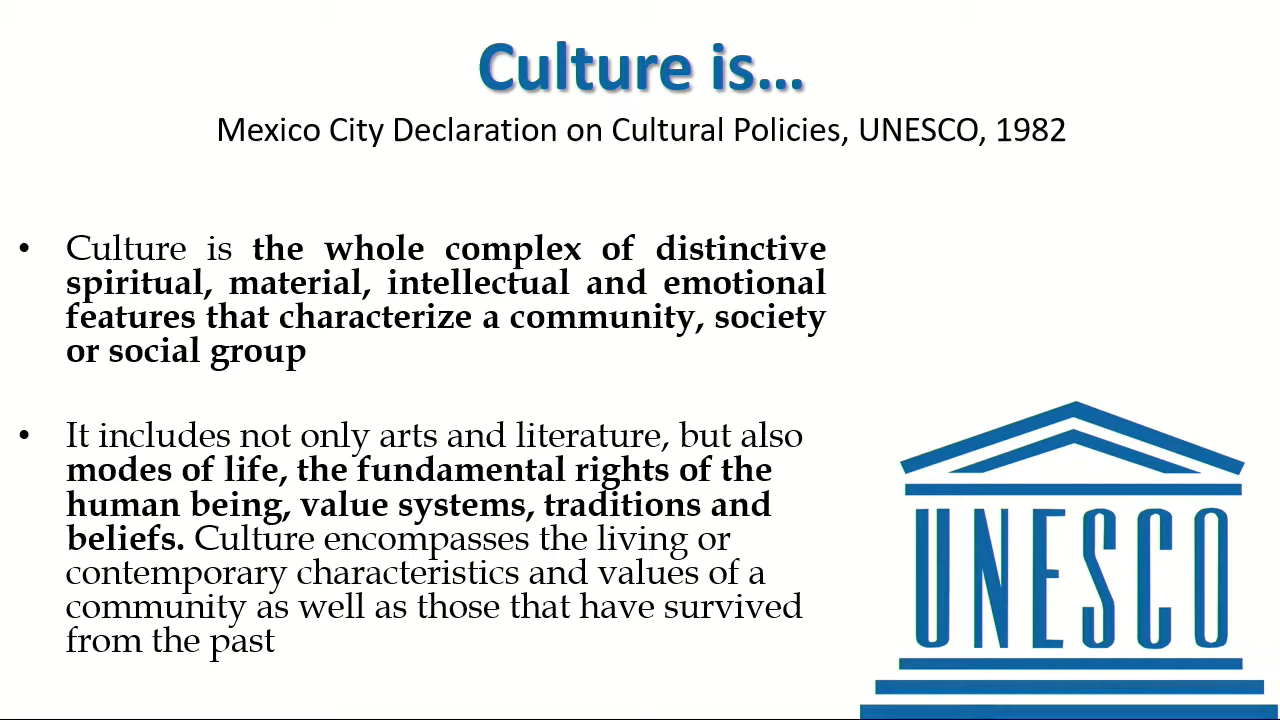 Culture is...
Mexico City Declaration on Cultural Policies, UNESCO, 1982
• Culture is the whole complex of distinctive
spiritual, material, intellectual and emotional
features that characterize a community, society
or social group
• It includes not only arts and literature, but also
modes of life, the fundamental rights of the
human being, value systems, traditions and
beliefs. Culture encompasses the living or
contemporary characteristics and values of a
community as well as those that have survived
from the past
UNESCO